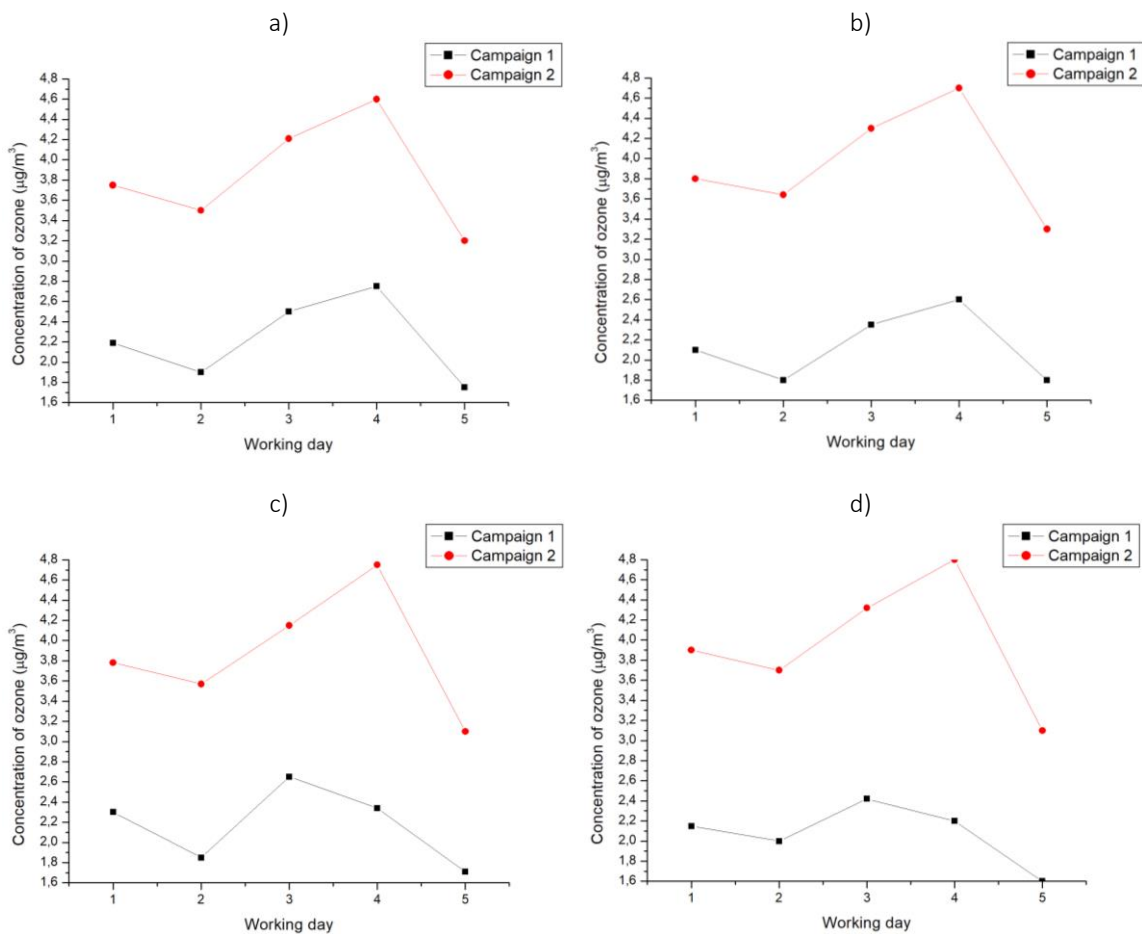 a)
Campaign 1
Campaign 2
4,8
4,6
4,4
4,2
4,0
3,8
3,6
3,4
3,2
3,0
2,8
2,6
2,4
2,2
2,0
1,8
1,6
Concentration of ozone (µg/m³)
1 2 3 4 5
Working day
b)
Campaign 1
Campaign 2
4,8
4,6
4,4
4,2
4,0
3,8
3,6
3,4
3,2
3,0
2,8
2,6
2,4
2,2
2,0
1,8
1,6
Concentration of ozone (µg/m³)
1 2 3 4 5
Working day
c)
Campaign 1
Campaign 2
4,8
4,6
4,4
4,2
4,0
3,8
3,6
3,4
3,2
3,0
2,8
2,6
2,4
2,2
2,0
1,8
1,6
Concentration of ozone (µg/m³)
1 2 3 4 5
Working day
d)
Campaign 1
Campaign 2
4,8
4,6
4,4
4,2
4,0
3,8
3,6
3,4
3,2
3,0
2,8
2,6
2,4
2,2
2,0
1,8
1,6
Concentration of ozone (µg/m³)
1 2 3 4 5
Working day